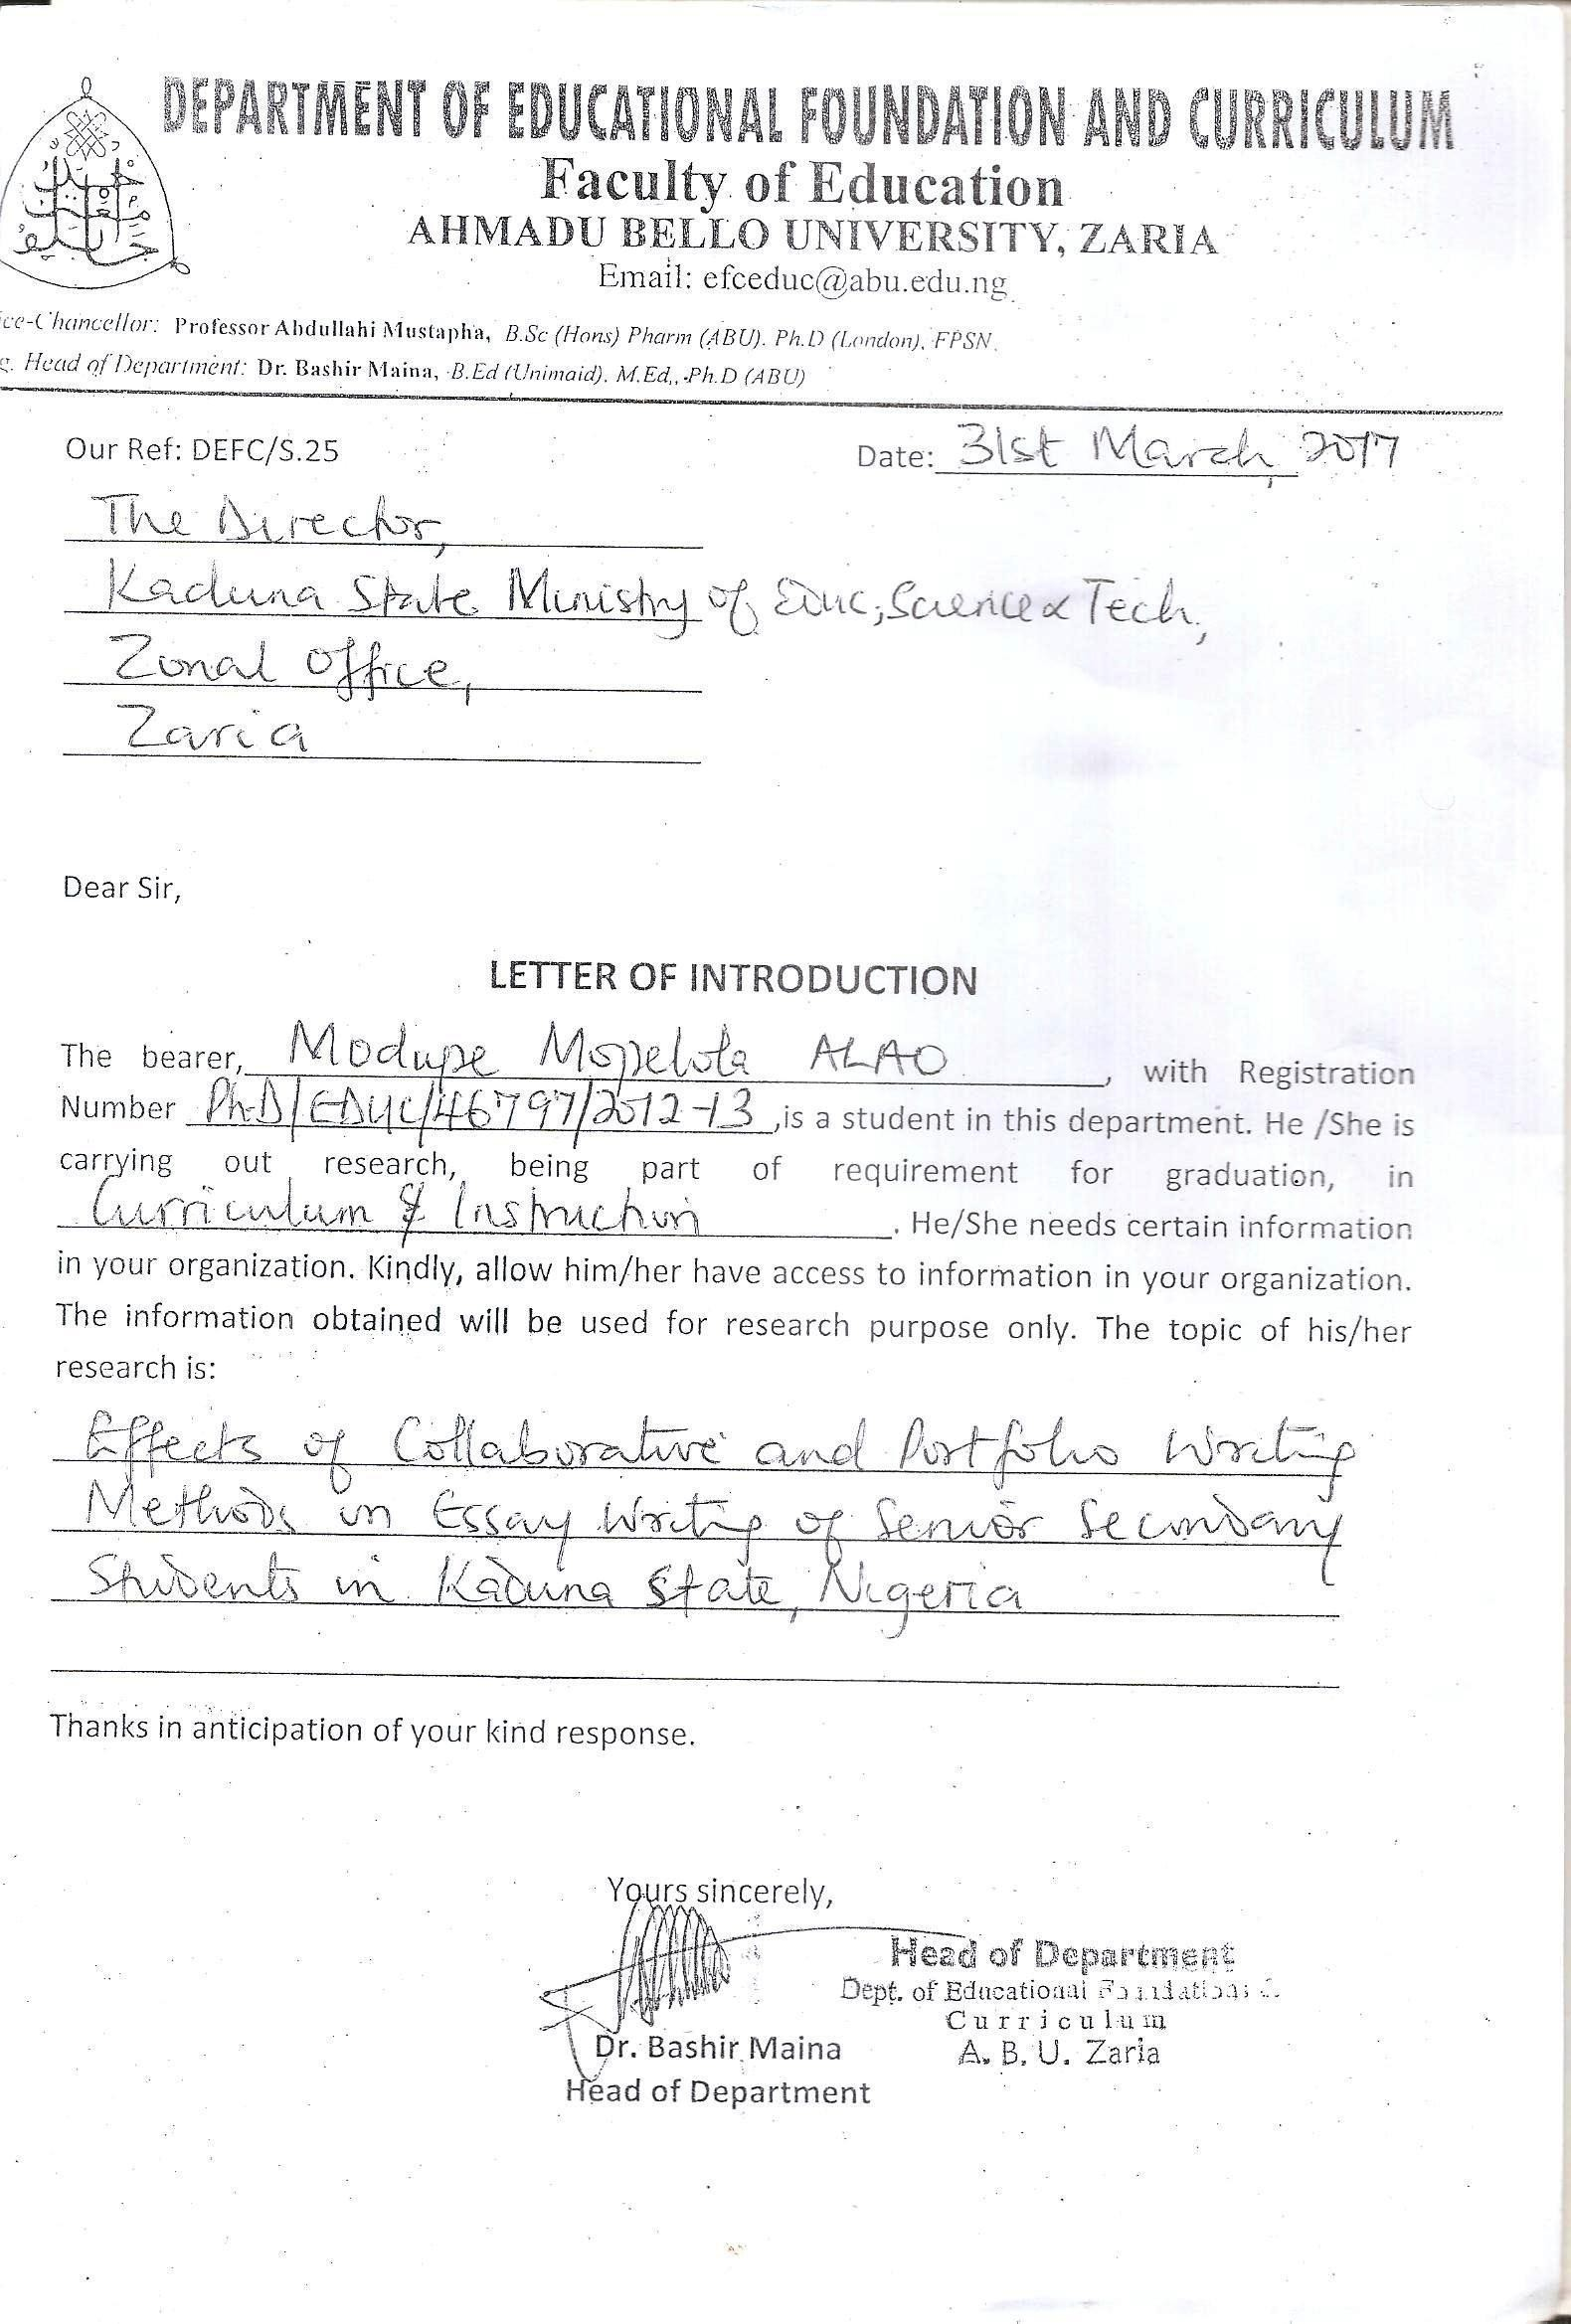 DEPARTMENT OF EDUCATIONAL FOUNDATION AND CURRICULUM
Faculty of Education
AHMADU BELLO UNIVERSITY, ZARIA
Email: efceduc@abu.edu.ng
ice-Chancellor: Professor Abdullahi Mustapha, B.Sc (Hons) Pharm (ABU). Ph.D (London), FPSN
g. Head of Department: Dr. Bashir Maina, B.Ed (Unimaid). M.Ed,. Ph.D (ABU)
Our Ref: DEFC/S.25 Date: 31st March, 2017
The Director,
Kaduna State Ministry of Educ, Science & Tech,
Zonal Office,
Zaria
Dear Sir,
LETTER OF INTRODUCTION
The bearer, Modupe Mopelola ALAO, with Registration
Number Ph.D/EDUC/46797/2012-13, is a student in this department. He /She is
carrying out research, being part of requirement for graduation, in
Curriculum & Instruction. He/She needs certain information
in your organization. Kindly, allow him/her have access to information in your organization.
The information obtained will be used for research purpose only. The topic of his/her
research is:
Effects of Collaborative and Portfolio Writing
Methods in Essay Writing of Senior Secondary
Students in Kaduna State, Nigeria
Thanks in anticipation of your kind response.
Yours sincerely,
Dr. Bashir Maina
Head of Department
Head of Department
Dept. of Educational Foundations &
Curriculum
A. B. U. Zaria